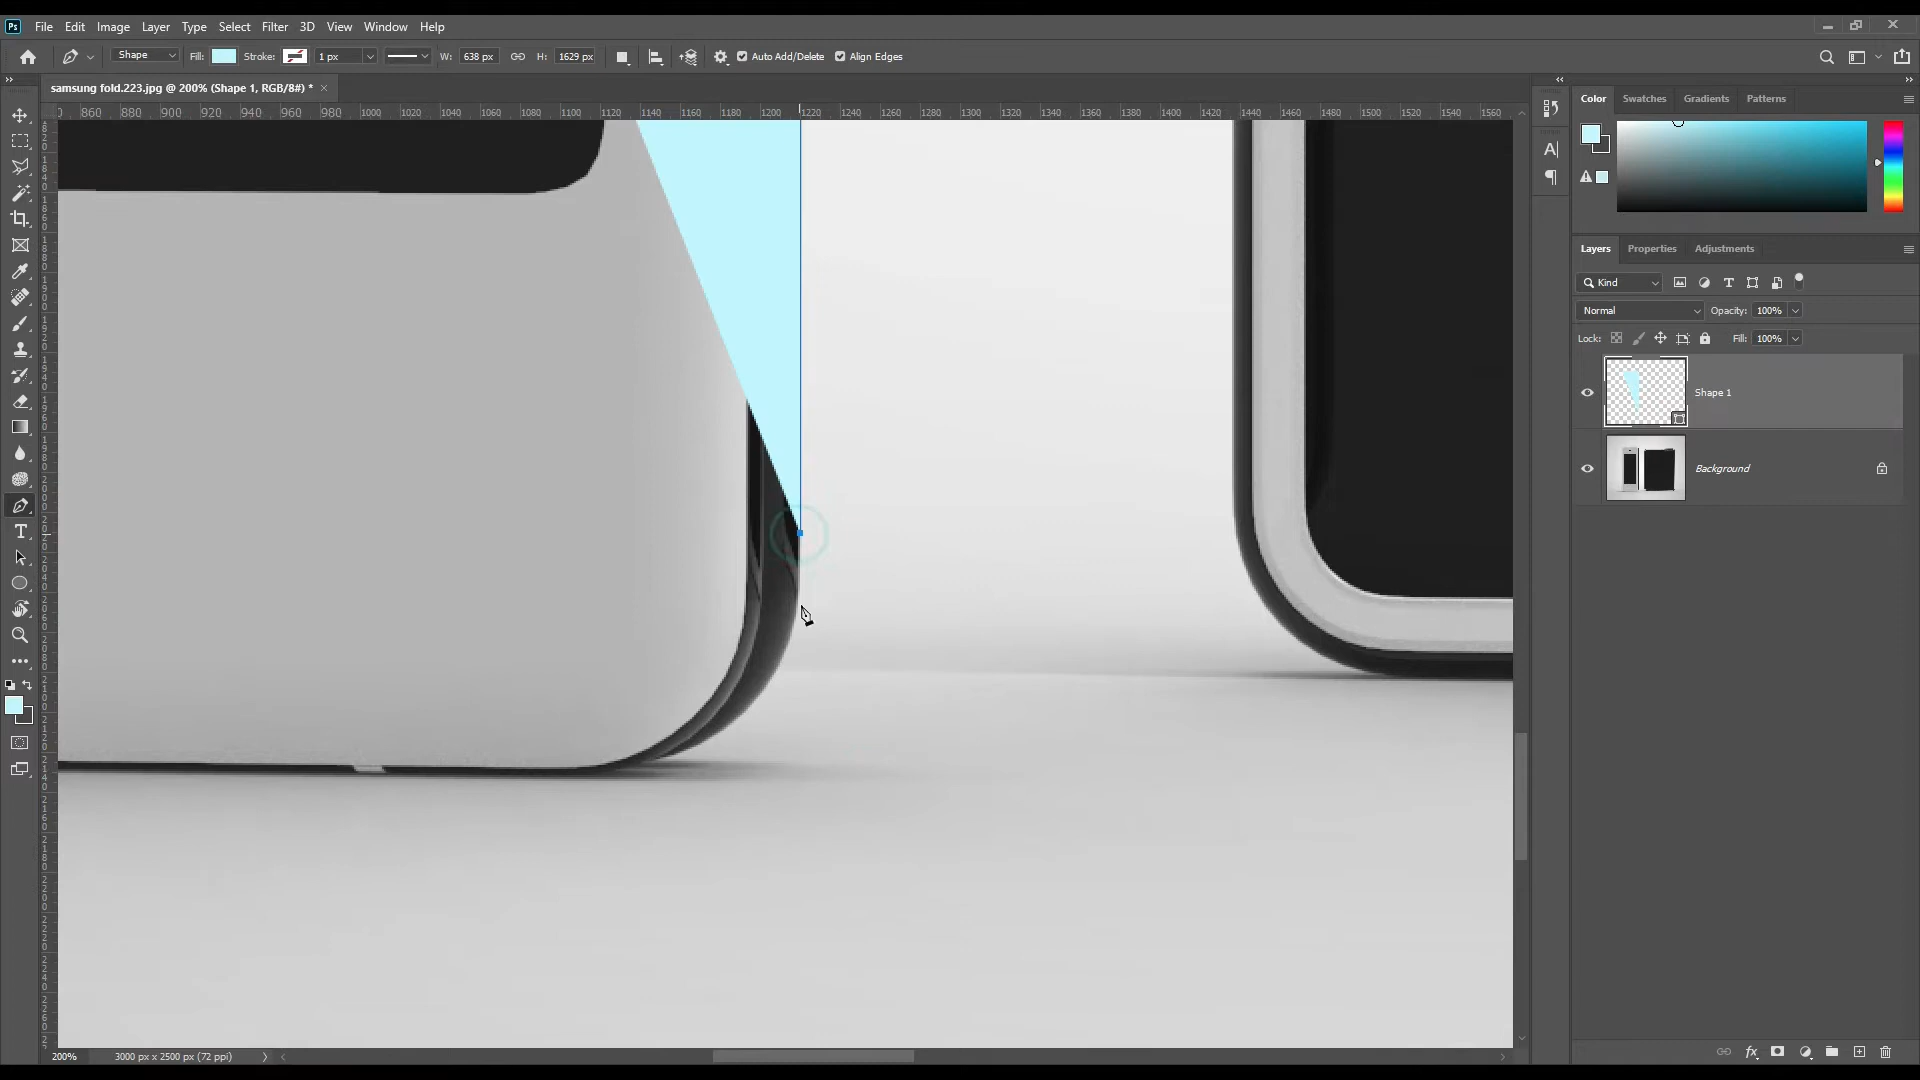 Ps File Edit Image Layer Type Select Filter 3D View Window Help
Shape Fill: Stroke: 1 px W: 638 px H: 1629 px Auto Add/Delete Align Edges
samsung fold.223.jpg @ 200% (Shape 1, RGB/8#) * ×
860 880 900 920 940 960 980 1000 1020 1040 1060 1080 1100 1120 1140 1160 1180 1200 1220 1240 1260 1280 1300 1320 1340 1360 1380 1400 1420 1440 1460 1480 1500 1520 1540 1560
Color Swatches Gradients Patterns
Layers Properties Adjustments
Kind
Normal Opacity: 100%
Lock: Fill: 100%
Shape 1
Background
fx
200% 3000 px x 2500 px (72 ppi)